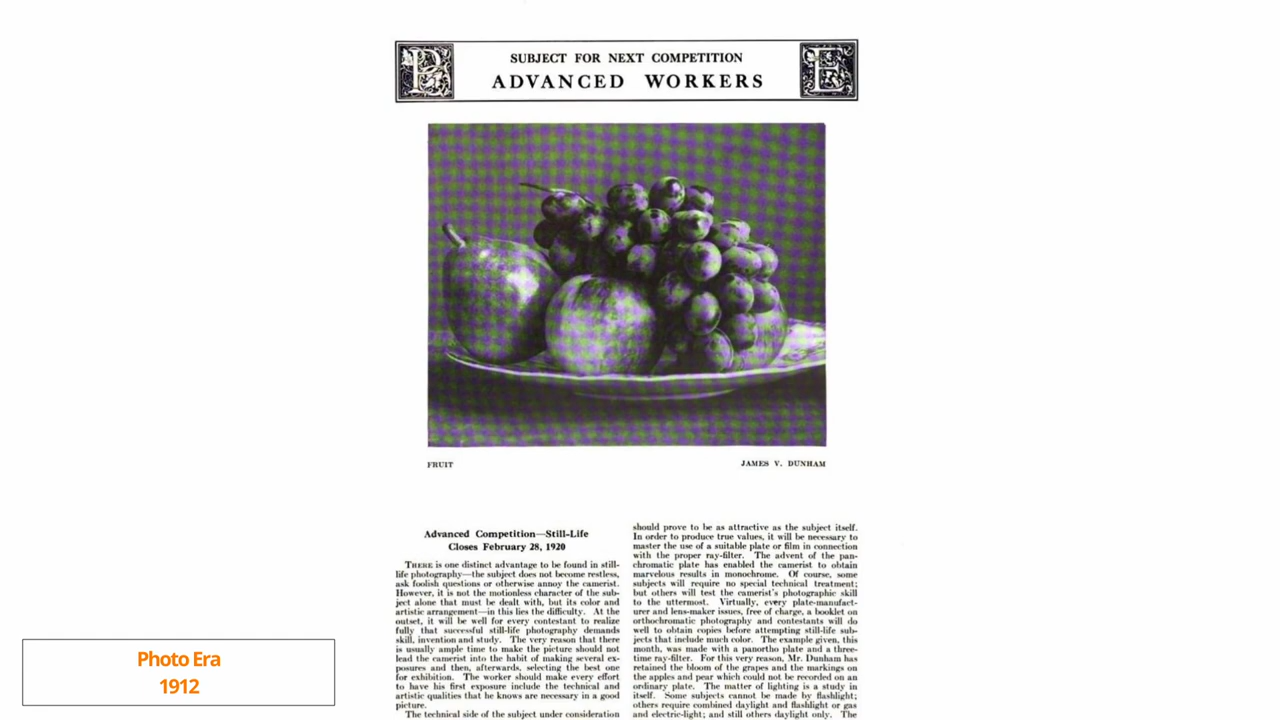 SUBJECT FOR NEXT COMPETITION
ADVANCED WORKERS
FRUIT
JAMES V. DUNHAM
Advanced Competition—Still-Life
Closes February 28, 1920
THERE is one distinct advantage to be found in still-
life photography—the subject does not become restless,
ask foolish questions or otherwise annoy the camerist.
However, it is not the motionless character of the sub-
ject alone that must be dealt with, but its color and
artistic arrangement—in this lies the difficulty. At the
outset, it will be well for every contestant to realize
fully that successful still-life photography demands
skill, invention and study. The very reason that there
is usually ample time to make the picture should not
lead the camerist into the habit of making several ex-
posures and then, afterwards, selecting the best one
for exhibition. The worker should make every effort
to have his first exposure include the technical and
artistic qualities that he knows are necessary in a good
picture.
The technical side of the subject under consideration
should prove to be as attractive as the subject itself.
In order to produce true values, it will be necessary to
master the use of a suitable plate or film in connection
with the proper ray-filter. The advent of the pan-
chromatic plate has enabled the camerist to obtain
marvelous results in monochrome. Of course, some
subjects will require no special technical treatment;
but others will test the camerist's photographic skill
to the uttermost. Virtually, every plate-manufact-
urer and lens-maker issues, free of charge, a booklet on
orthochromatic photography and contestants will do
well to obtain copies before attempting still-life sub-
jects that include much color. The example given, this
month, was made with a panortho plate and a three-
time ray-filter. For this very reason, Mr. Dunham has
retained the bloom of the grapes and the markings on
the apples and pear which could not be recorded on an
ordinary plate. The matter of lighting is a study in
itself. Some subjects cannot be made by flashlight;
others require combined daylight and flashlight or gas
and electric-light; and still others daylight only. The
Photo Era
1912